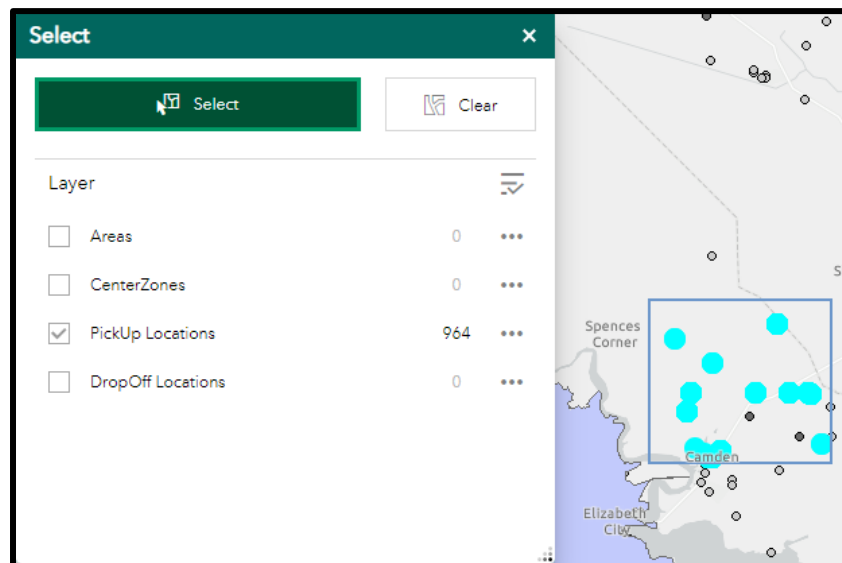 Select
Select
Clear
Layer
Areas 0
CenterZones 0
PickUp Locations 964
DropOff Locations 0
Spences
Corner
S
Camden
Elizabeth
City